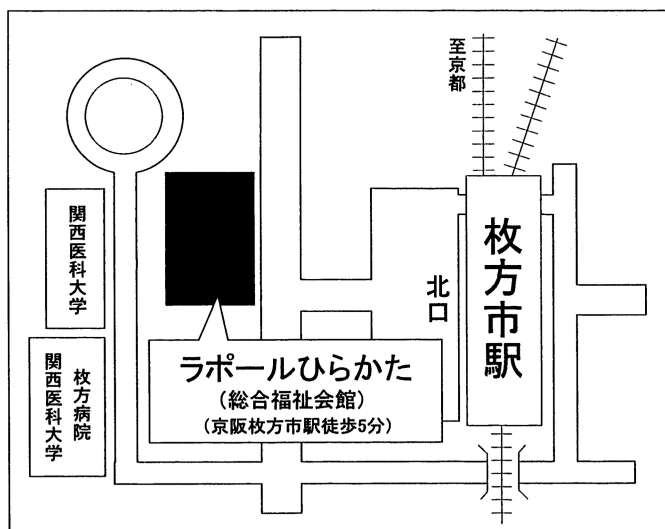 至京都
枚方市駅
北口
関西医科大学
ラポールひらかた
(総合福祉会館)
(京阪枚方市駅徒歩5分)
枚方病院
関西医科大学